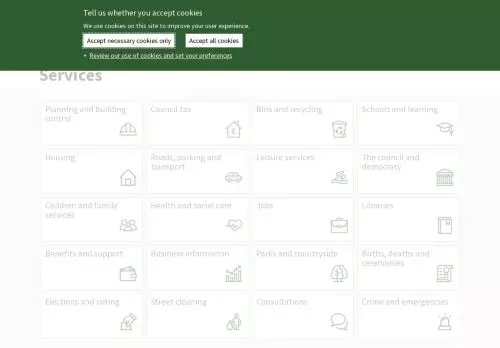 Tell us whether you accept cookies
We use cookies on this site to improve your user experience.
Accept necessary cookies only
Accept all cookies
Review our use of cookies and set your preferences
Services
Planning and building
control
Council tax
Bins and recycling
Schools and learning
Housing
Roads, parking and
transport
Leisure services
The council and
democracy
Children and family
services
Health and social care
Jobs
Libraries
Benefits and support
Business information
Parks and countryside
Births, deaths and
ceremonies
Elections and voting
Street cleaning
Consultations
Crime and emergencies